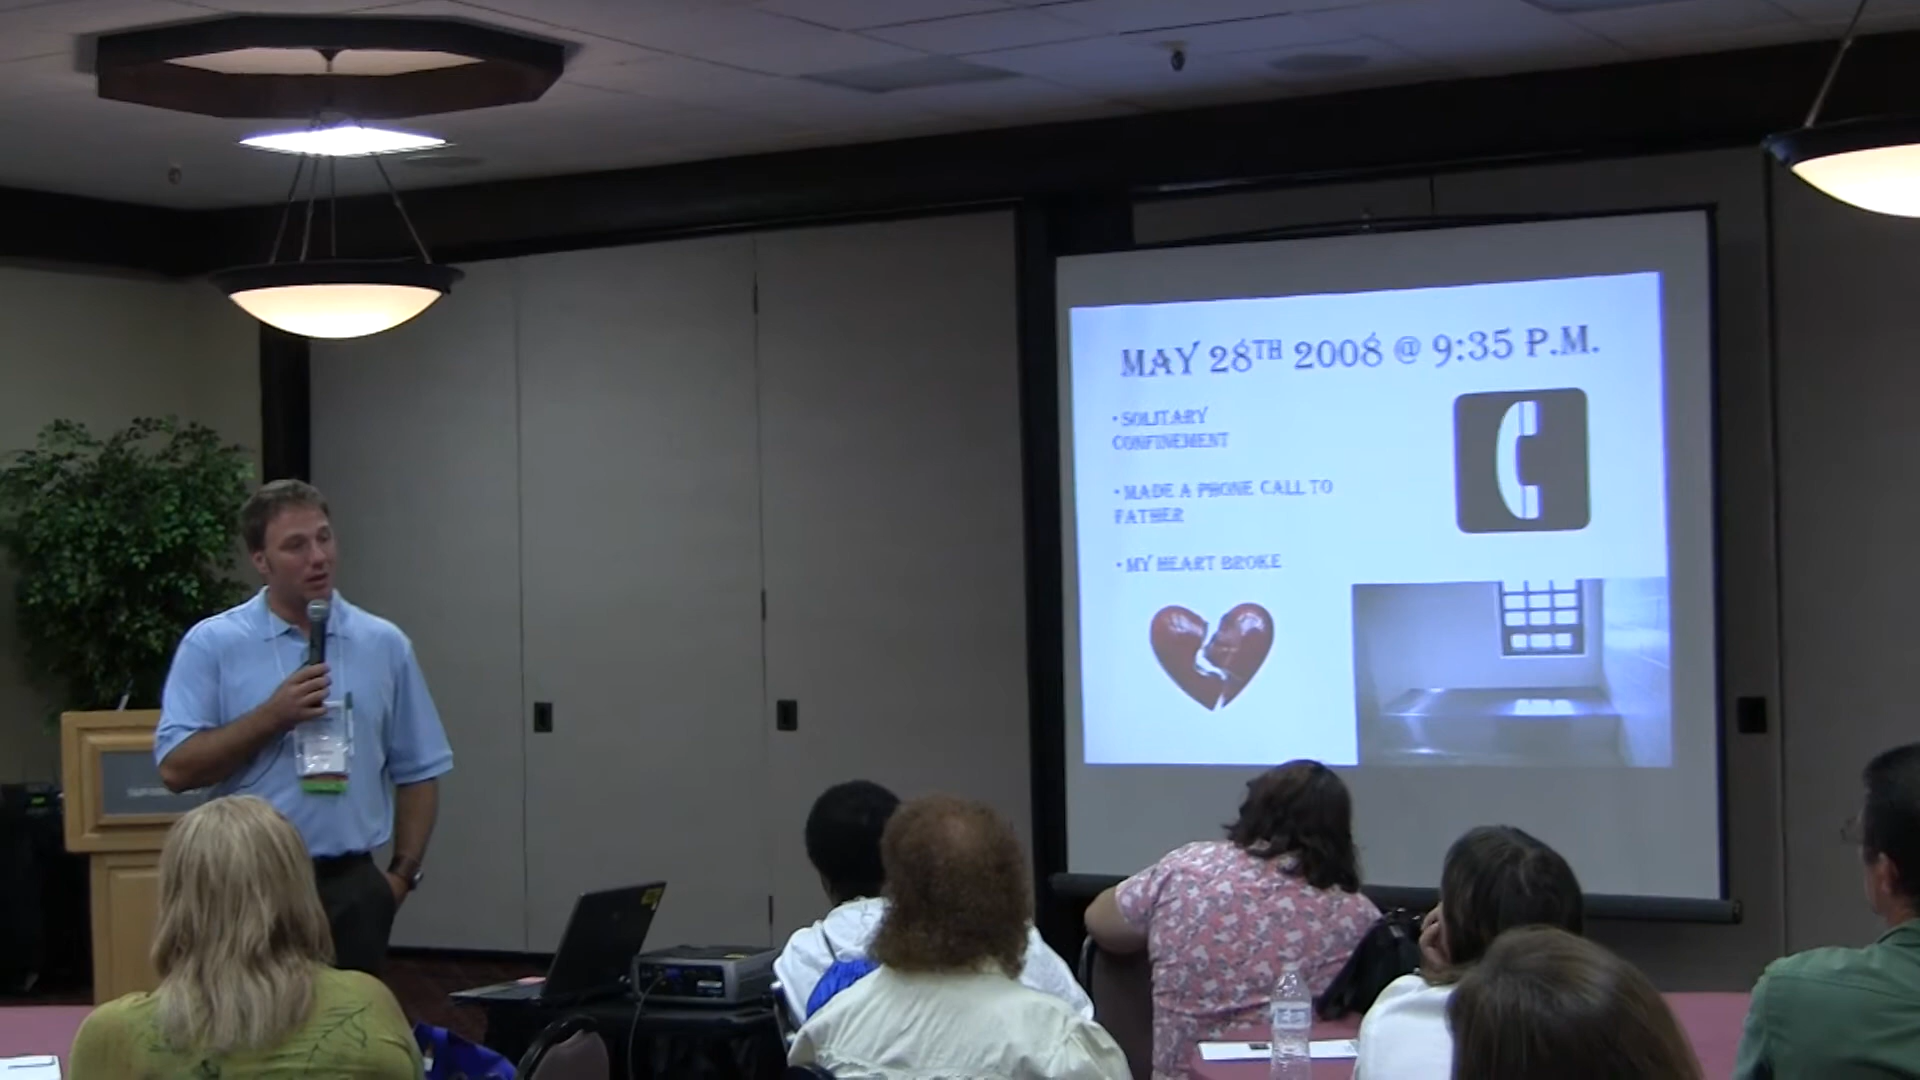 MAY 28TH 2008 @ 9:35 P.M.
• SOLITARY
CONFINEMENT
• MADE A PHONE CALL TO
FATHER
• MY HEART BROKE